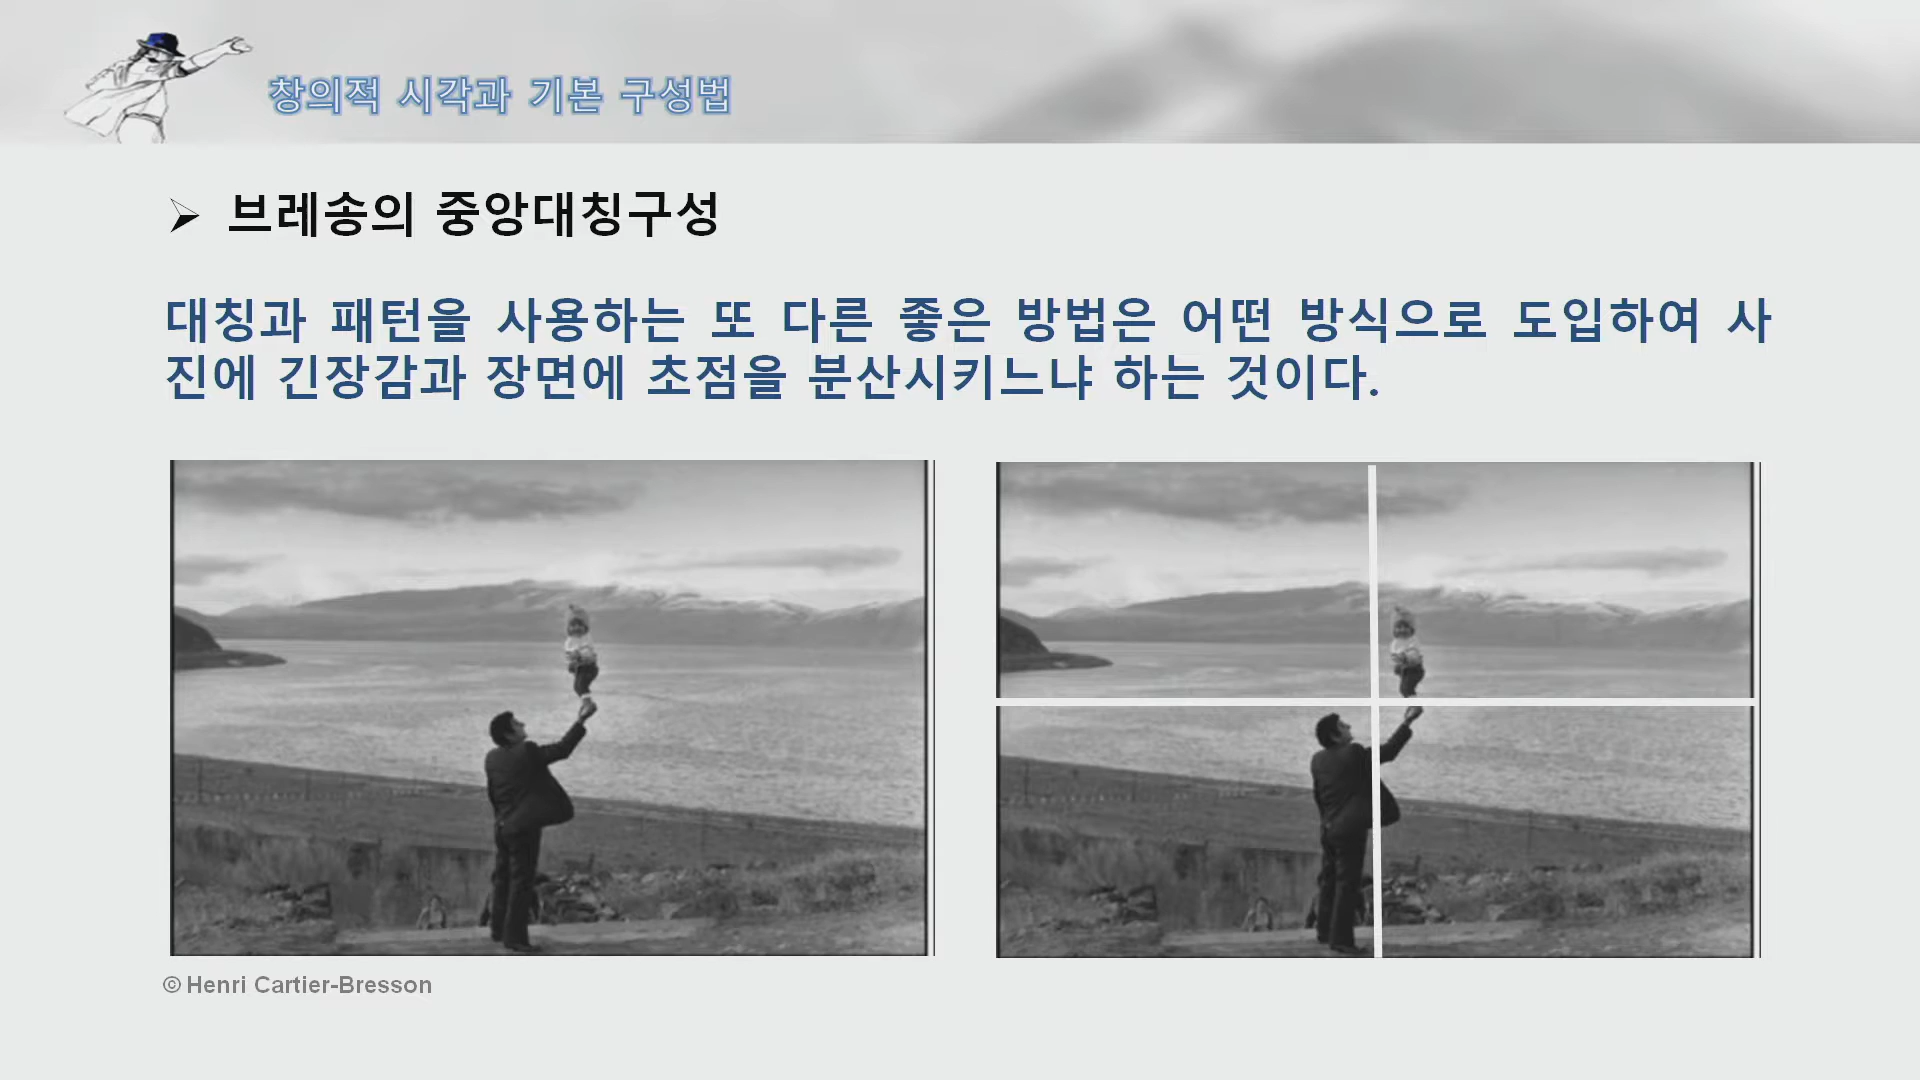 창의적 시각과 기본 구성법
➢ 브레송의 중앙대칭구성
대칭과 패턴을 사용하는 또 다른 좋은 방법은 어떤 방식으로 도입하여 사
진에 긴장감과 장면에 초점을 분산시키느냐 하는 것이다.
ⓒ Henri Cartier-Bresson